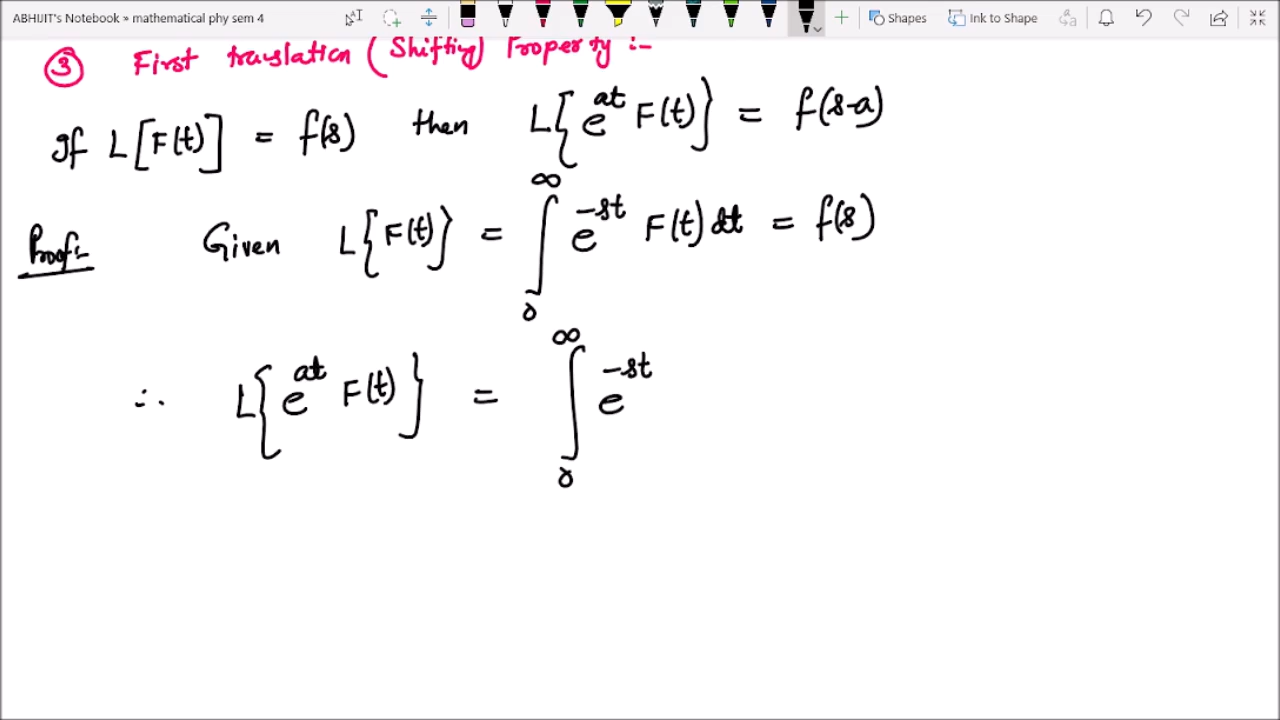 ABHIJIT's Notebook » mathematical phy sem 4
Shapes
Ink to Shape
③ First translation (Shifting) Property :-
If L[F(t)] = f(s) then L{e^{at} F(t)} = f(s-a)
Proof:- Given L{F(t)} = ∫_0^∞ e^{-st} F(t) dt = f(s)
∴ L{e^{at} F(t)} = ∫_0^∞ e^{-st}